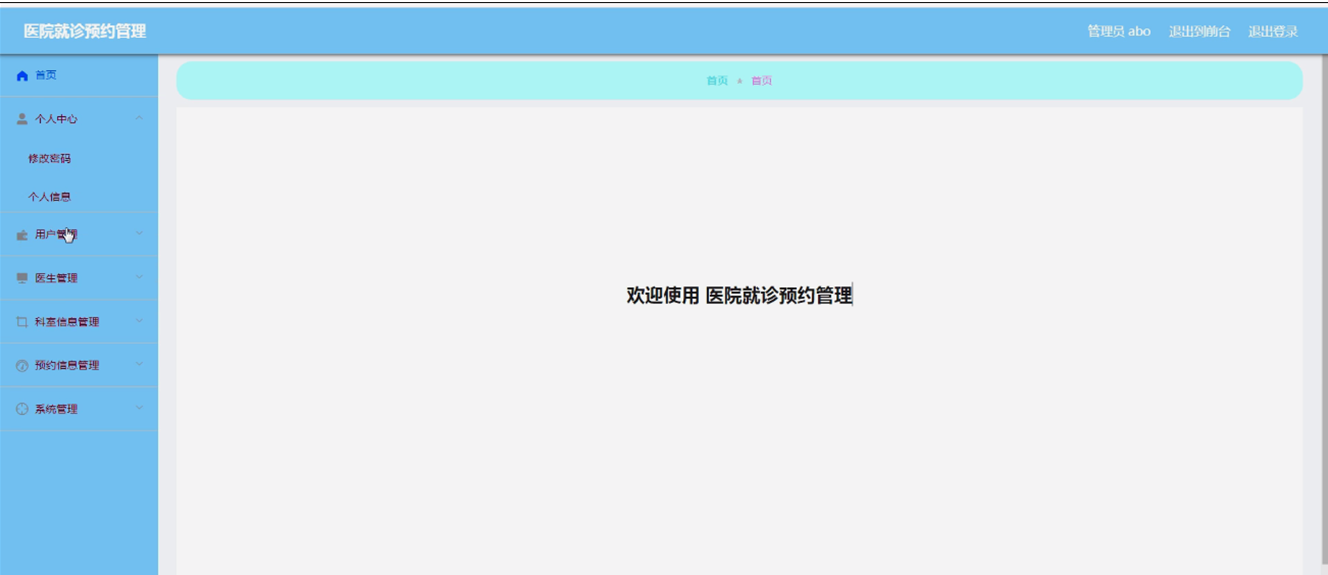 医院就诊预约管理
管理员 abo 退出到前台 退出登录
首页
首页 首页
个人中心
修改密码
个人信息
用户管理
医生管理
科室信息管理
预约信息管理
系统管理
欢迎使用 医院就诊预约管理